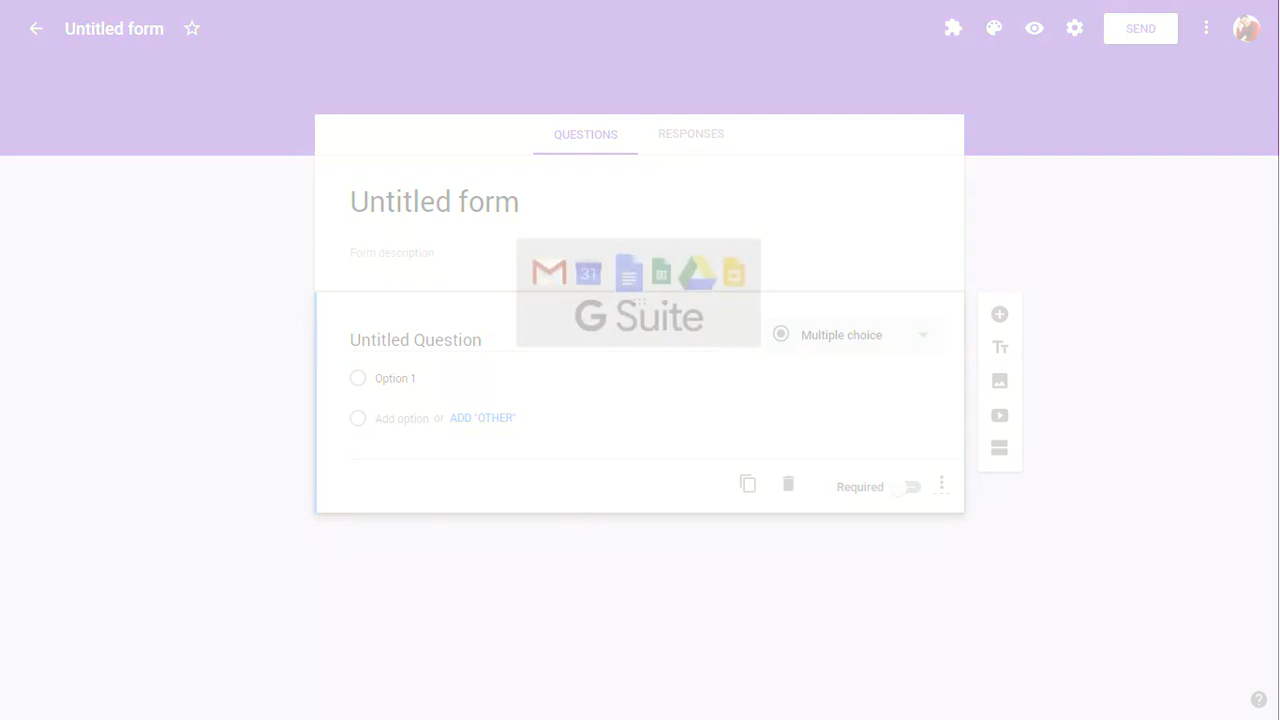 Untitled form
SEND
QUESTIONS
RESPONSES
Untitled form
Form description
31
G Suite
Untitled Question
Multiple choice
Option 1
Add option or ADD "OTHER"
Required